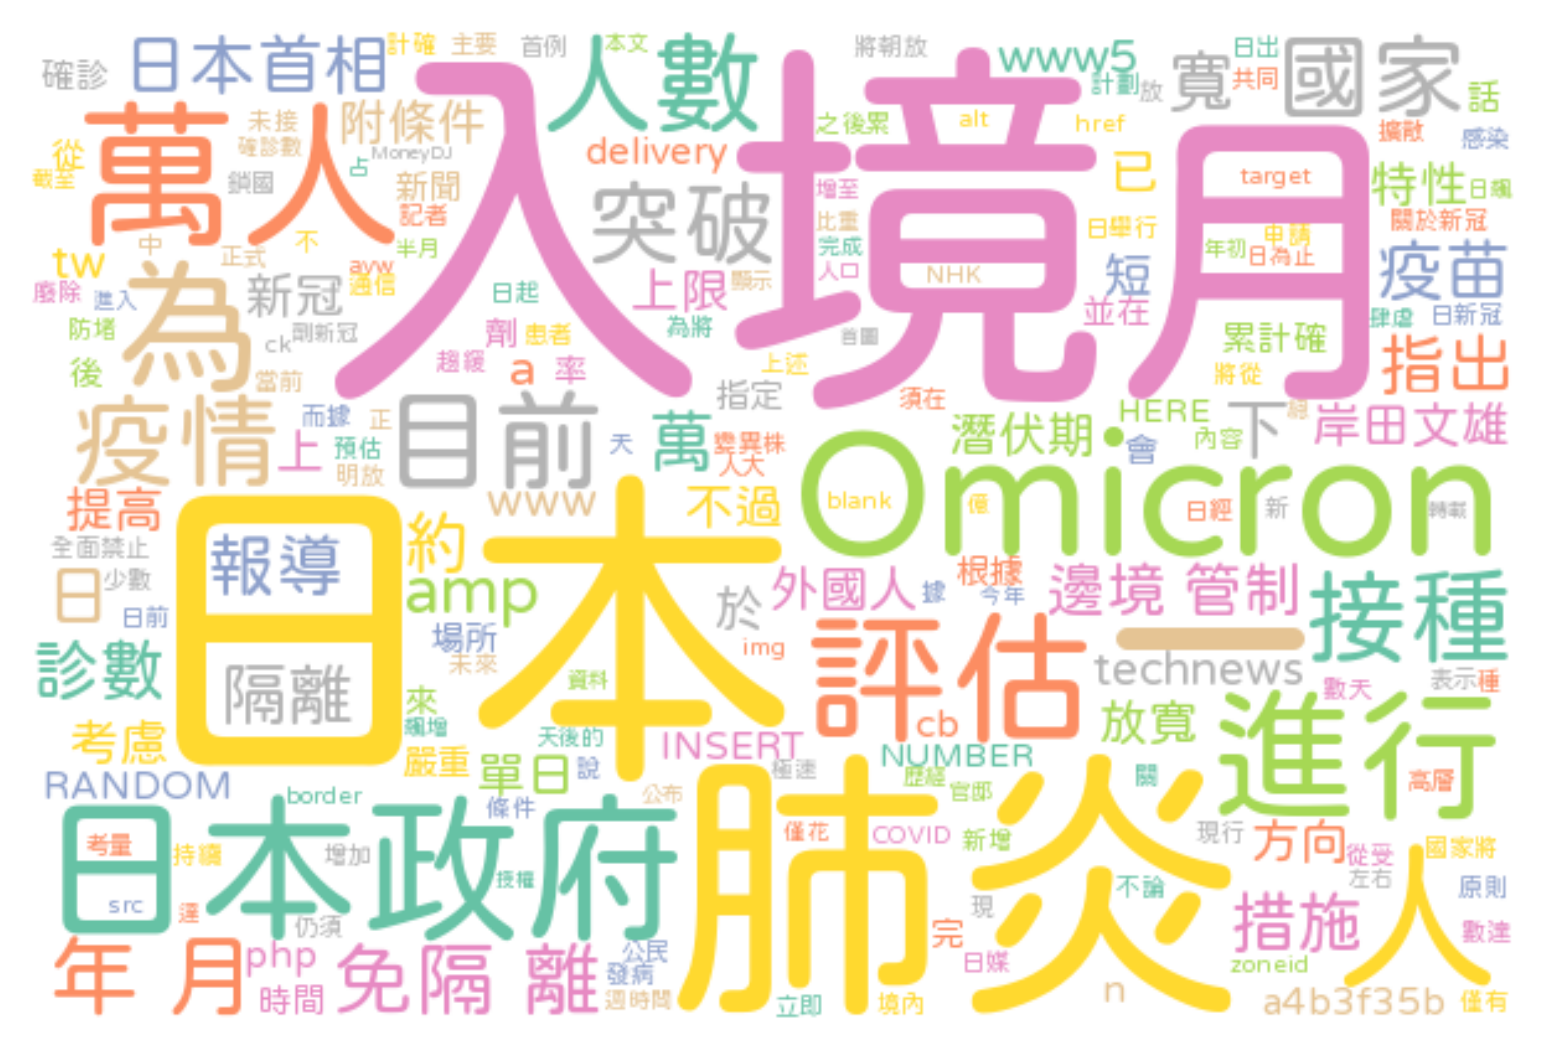 日本首相
計確
主要
首例
本文
人數
將朝放
www5
日出
共同
計劃
放
寬
國家
話
確診
萬人
未接
確診數
附條件
MoneyDJ
占
從
截至
鎖國
新聞
記者
delivery
入境
月
之後累
alt
href
已
target
擴散
感染
特性
日飆
關於新冠
突破
增至
比重
完成
人口
NHK
日舉行
年初
申請
日為止
疫苗
中
正式
不
半月
tw
廢除
進入
為
新冠
通信
日起
上限
顯示
短
並在
防堵
ck
劑新冠
劑
患者
為將
首圖
累計確
肆虐
日新冠
後
當前
趨緩
a
率
上述
指定
須在
將從
指出
疫情
上
而據
正
預估
明放
目前
天
萬
變異株
人大
潛伏期
HERE
會
內容
下
岸田文雄
提高
www
不過
Omicron
blank
億
日經
新
轉載
全面禁止
日
少數
日前
日本
報導
隔離
約
amp
於
外國人
據
根據
今年
邊境 管制
接種
診數
場所
未來
img
評估
一
technews
表示
種
數天
考慮
來
飆增
資料
天後的
cb
放寬
進行
INSERT
NUMBER
嚴重
單日
說
極速
歷經
官邸
關
高層
RANDOM
border
條件
公布
肺炎
日本政府
考量
持續
增加
授權
僅花
COVID
新增
現行
方向
從受
左右
國家將
原則
src
達
仍須
完
現
不論
措施
人
數達
年 月
php
時間
免隔 離
公民
發病
週時間
日媒
立即
境內
n
zoneid
a4b3f35b
僅有